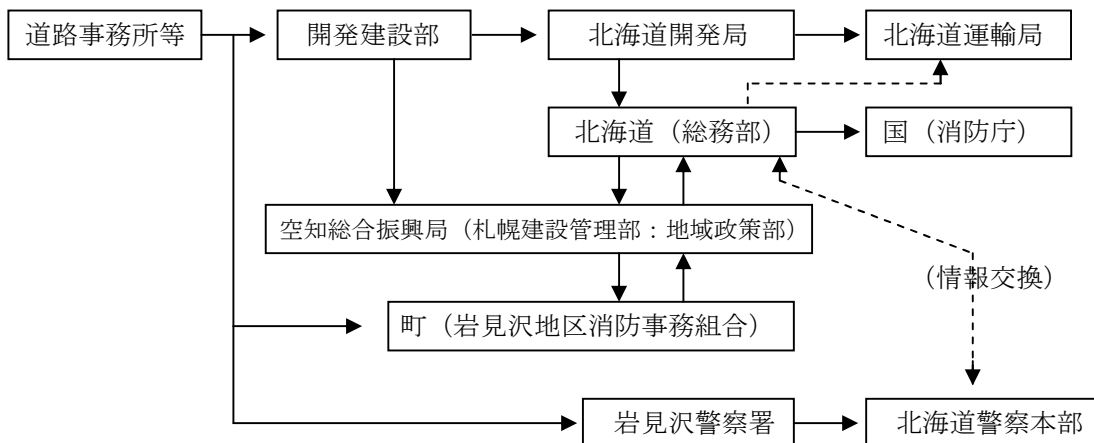 道路事務所等
開発建設部
北海道開発局
北海道運輸局
北海道（総務部）
国（消防庁）
空知総合振興局（札幌建設管理部：地域政策部）
（情報交換）
町（岩見沢地区消防事務組合）
岩見沢警察署
北海道警察本部